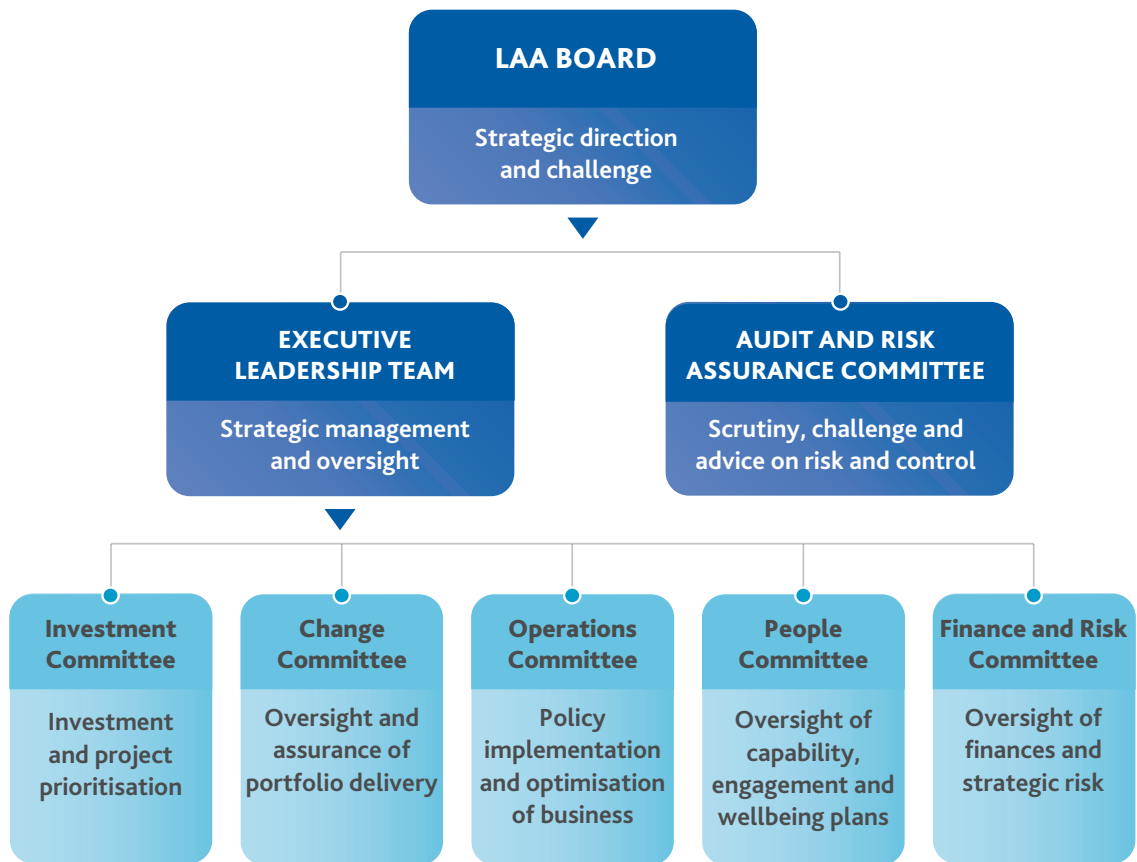 LAA BOARD
Strategic direction
and challenge
EXECUTIVE
LEADERSHIP TEAM
Strategic management
and oversight
AUDIT AND RISK
ASSURANCE COMMITTEE
Scrutiny, challenge and
advice on risk and control
Investment
Committee
Investment
and project
prioritisation
Change
Committee
Oversight and
assurance of
portfolio delivery
Operations
Committee
Policy
implementation
and optimisation
of business
People
Committee
Oversight of
capability,
engagement and
wellbeing plans
Finance and Risk
Committee
Oversight of
finances and
strategic risk